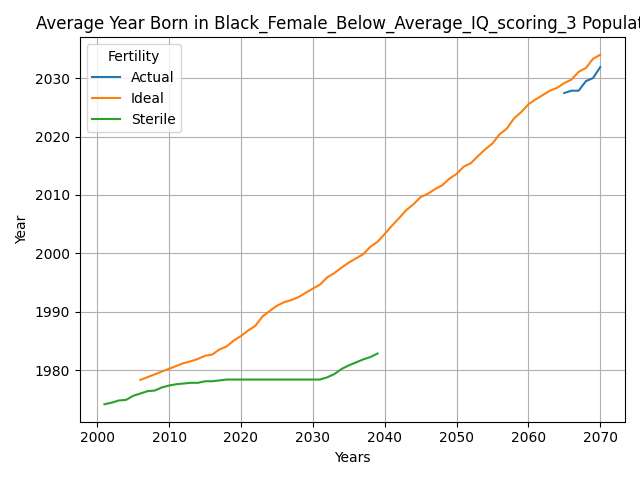 Average Year Born in Black_Female_Below_Average_IQ_scoring_3 Populat
Fertility
Actual
Ideal
Sterile
2030
2020
2010
2000
1990
1980
Year
2000 2010 2020 2030 2040 2050 2060 2070
Years